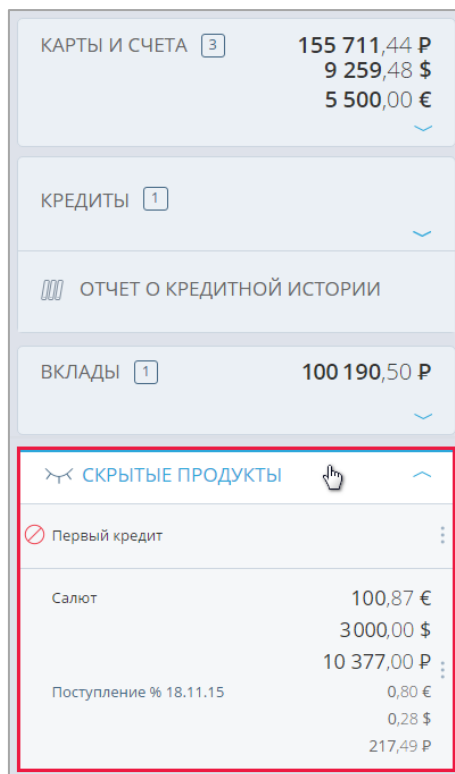 КАРТЫ И СЧЕТА 3 155 711,44 ₽
9 259,48 $
5 500,00 €
КРЕДИТЫ 1
ОТЧЕТ О КРЕДИТНОЙ ИСТОРИИ
ВКЛАДЫ 1 100 190,50 ₽
СКРЫТЫЕ ПРОДУКТЫ
Первый кредит
Салют 100,87 €
3000,00 $
10 377,00 ₽
Поступление % 18.11.15 0,80 €
0,28 $
217,49 ₽